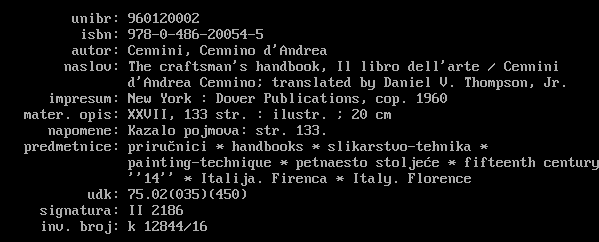 unibr: 960120002
isbn: 978-0-486-20054-5
autor: Cennini, Cennino d'Andrea
naslov: The craftsman's handbook, Il libro dell'arte / Cennini
d'Andrea Cennino; translated by Daniel V. Thompson, Jr.
impresum: New York : Dover Publications, cop. 1960
mater. opis: XXVII, 133 str. : ilustr. ; 20 cm
napomene: Kazalo pojmova: str. 133.
predmetnice: priručnici * handbooks * slikarstvo-tehnika *
painting-technique * petnaesto stoljeće * fifteenth century
''14'' * Italija. Firenca * Italy. Florence
udk: 75.02(035)(450)
signatura: II 2186
inv. broj: k 12844/16